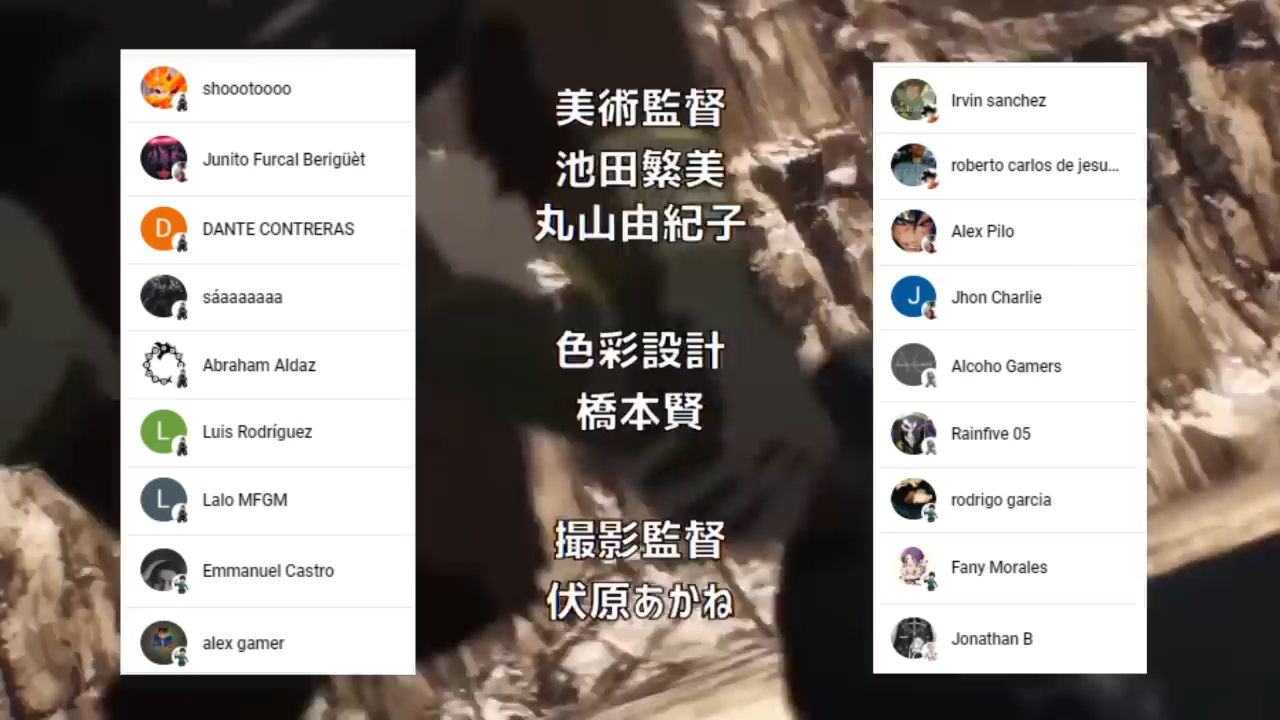 shoootoooo
Junito Furcal Berigüèt
D
DANTE CONTRERAS
sáaaaaaaa
Abraham Aldaz
L
Luis Rodríguez
L
Lalo MFGM
Emmanuel Castro
alex gamer
美術監督
池田繁美
丸山由紀子
色彩設計
橋本賢
撮影監督
伏原あかね
Irvin sanchez
roberto carlos de jesu...
Alex Pilo
J
Jhon Charlie
Alcoho Gamers
Rainfive 05
rodrigo garcia
Fany Morales
Jonathan B